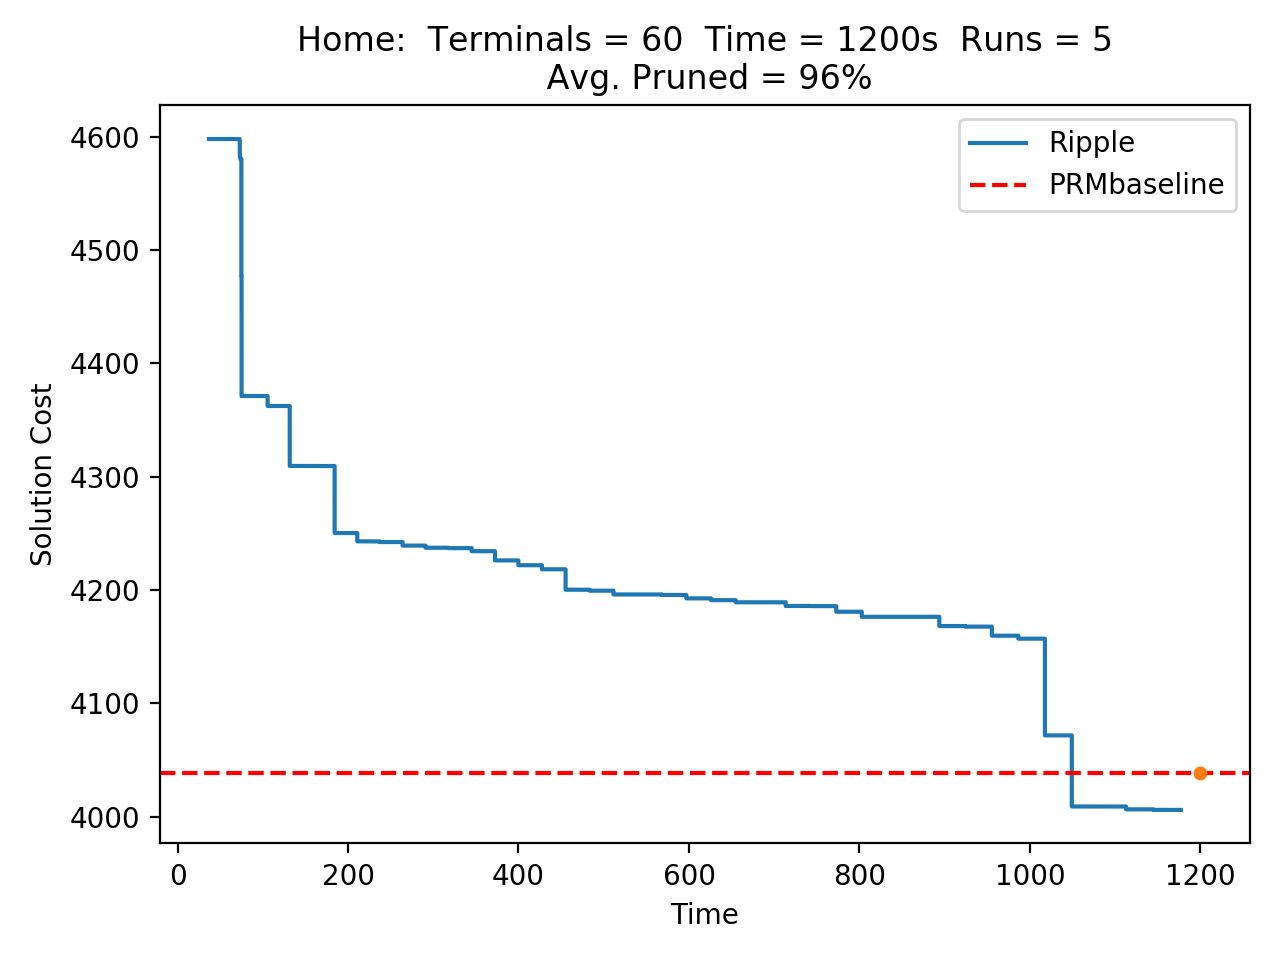 Home:  Terminals = 60  Time = 1200s  Runs = 5
Avg. Pruned = 96%
Ripple
PRMbaseline
Solution Cost
4600
4500
4400
4300
4200
4100
4000
0 200 400 600 800 1000 1200
Time